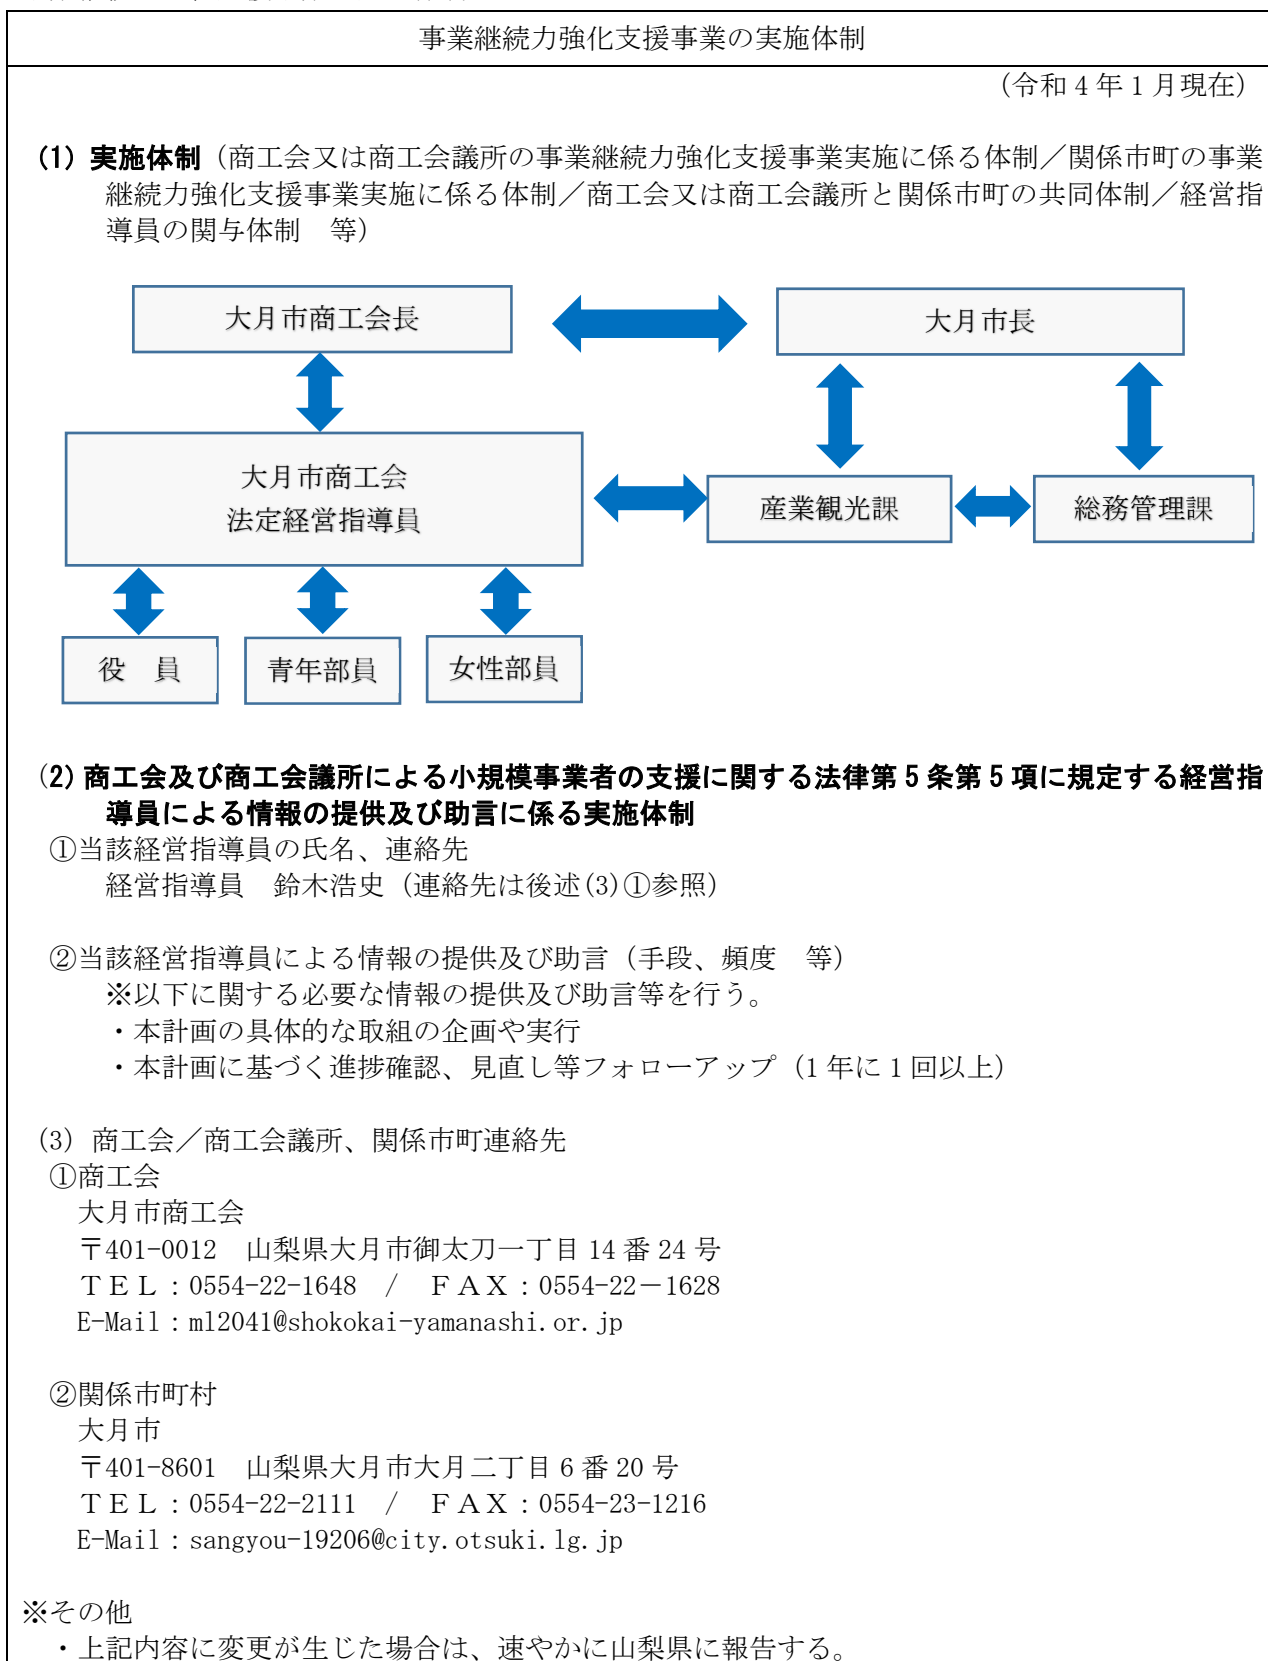 事業継続力強化支援事業の実施体制
（令和４年１月現在）
(1) 実施体制（商工会又は商工会議所の事業継続力強化支援事業実施に係る体制／関係市町の事業
継続力強化支援事業実施に係る体制／商工会又は商工会議所と関係市町の共同体制／経営指
導員の関与体制　等）
大月市商工会長
大月市長
大月市商工会
法定経営指導員
産業観光課
総務管理課
役　員
青年部員
女性部員
(2) 商工会及び商工会議所による小規模事業者の支援に関する法律第５条第５項に規定する経営指
導員による情報の提供及び助言に係る実施体制
①当該経営指導員の氏名、連絡先
経営指導員　鈴木浩史（連絡先は後述(3)①参照）
②当該経営指導員による情報の提供及び助言（手段、頻度　等）
※以下に関する必要な情報の提供及び助言等を行う。
・本計画の具体的な取組の企画や実行
・本計画に基づく進捗確認、見直し等フォローアップ（1年に1回以上）
(3) 商工会／商工会議所、関係市町連絡先
①商工会
大月市商工会
〒401-0012　山梨県大月市御太刀一丁目14番24号
ＴＥＬ：0554-22-1648　/　ＦＡＸ：0554-22－1628
E-Mail：ml2041@shokokai-yamanashi.or.jp
②関係市町村
大月市
〒401-8601　山梨県大月市大月二丁目6番20号
ＴＥＬ：0554-22-2111　/　ＦＡＸ：0554-23-1216
E-Mail：sangyou-19206@city.otsuki.lg.jp
※その他
・上記内容に変更が生じた場合は、速やかに山梨県に報告する。